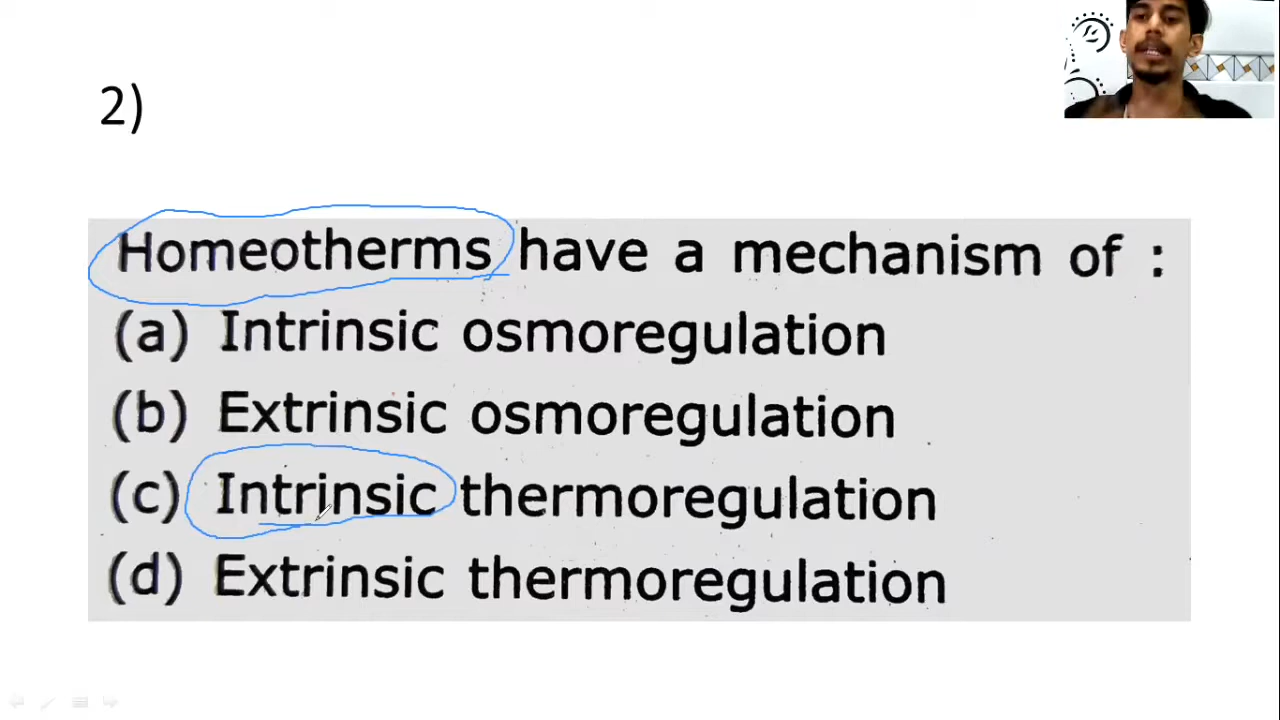 2)
Homeotherms have a mechanism of :
(a) Intrinsic osmoregulation
(b) Extrinsic osmoregulation
(c) Intrinsic thermoregulation
(d) Extrinsic thermoregulation